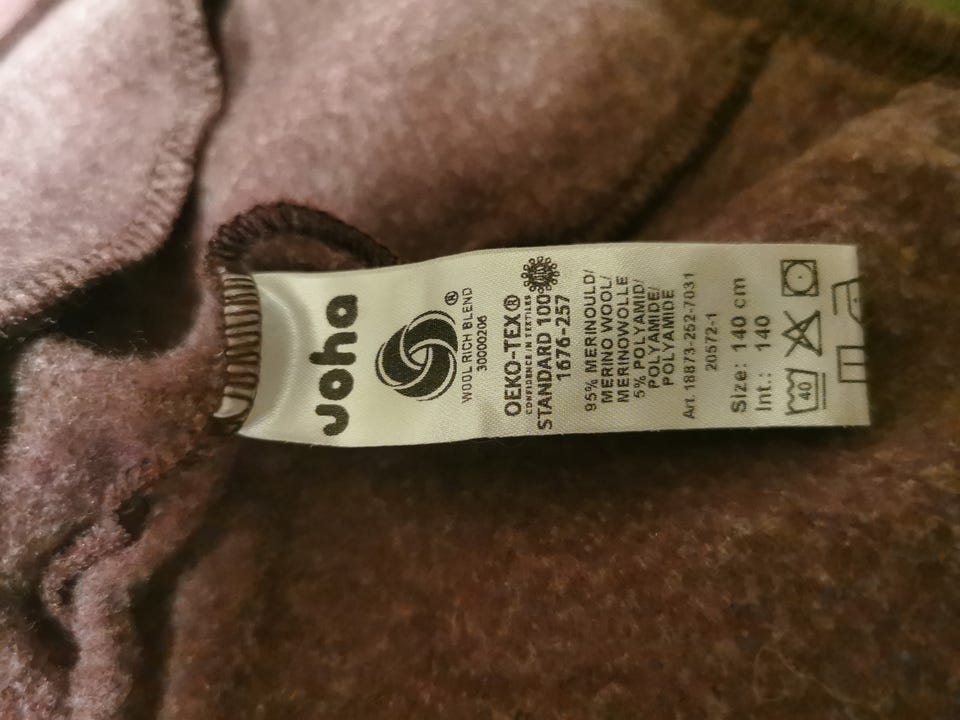 Joha
®
WOOL RICH BLEND
30000206
OEKO-TEX®
CONFIDENCE IN TEXTILES
STANDARD 100
1676-257
95% MERINOULD/
MERINO WOOL/
MERINOWOLLE
5% POLYAMID/
POLYAMIDE/
POLYAMIDE
Art. 18873-252-7031
20572-1
Size: 140 cm
Int.: 140
40